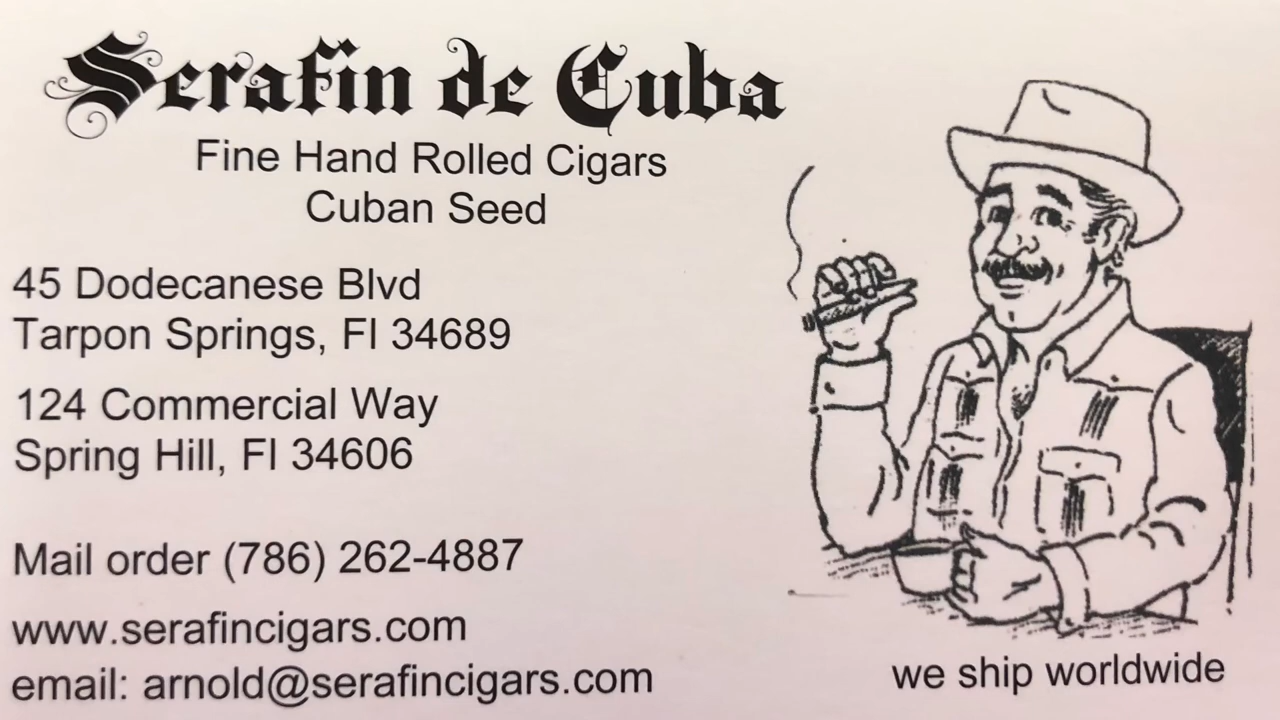 Serafin de Cuba
Fine Hand Rolled Cigars
Cuban Seed
45 Dodecanese Blvd
Tarpon Springs, Fl 34689
124 Commercial Way
Spring Hill, Fl 34606
Mail order (786) 262-4887
www.serafincigars.com
email: arnold@serafincigars.com
we ship worldwide